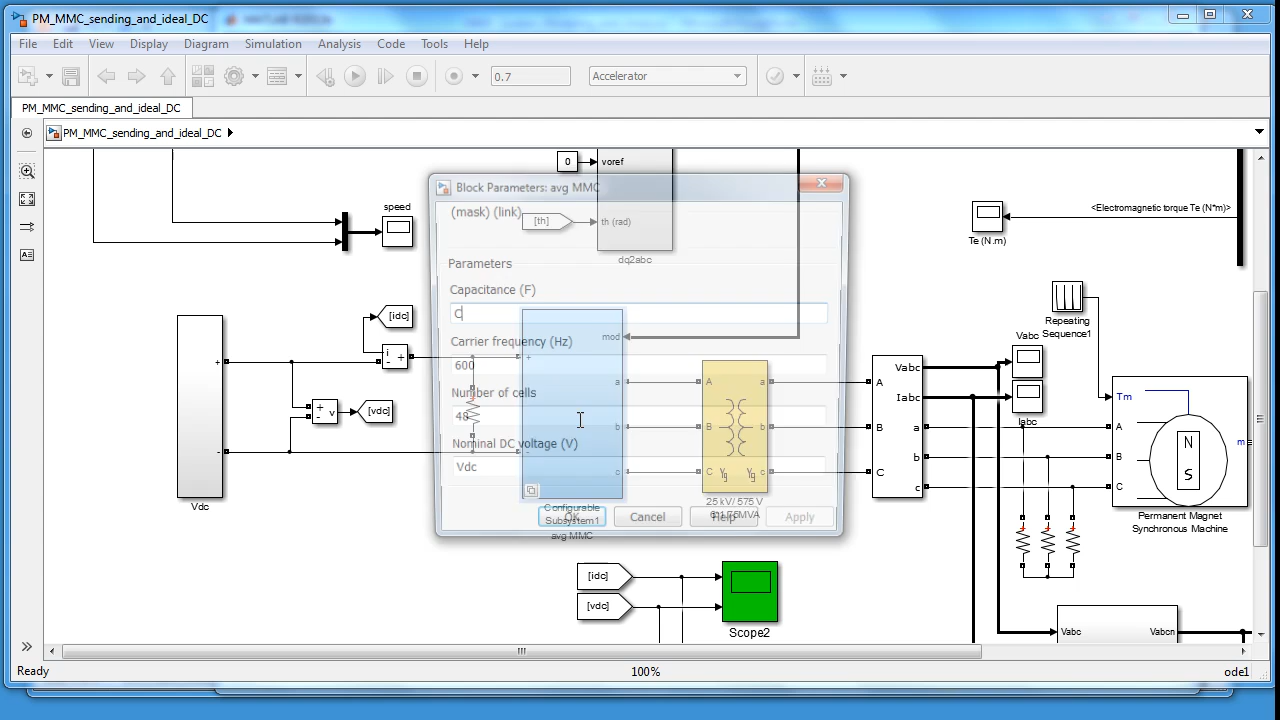 PM_MMC_sending_and_ideal_DC
File Edit View Display Diagram Simulation Analysis Code Tools Help
0.7
Accelerator
PM_MMC_sending_and_ideal_DC
PM_MMC_sending_and_ideal_DC
0
voref
Block Parameters: avg MMC
(mask) (link)
[th]
th (rad)
dq2abc
speed
<Electromagnetic torque Te (N*m)>
Te (N.m)
Parameters
Capacitance (F)
C
Carrier frequency (Hz)
600
Number of cells
48
Nominal DC voltage (V)
Vdc
OK
Cancel
Help
Apply
mod
+
-
a
b
c
Configurable
Subsystem1
avg MMC
[idc]
i
+
-
+
-
v
[vdc]
+
-
Vdc
A
B
C
a
b
c
Yg Yg
25 kV/ 575 V
Vabc
Iabc
A
B
C
a
b
c
Repeating
Sequence1
Vabc
Iabc
Tm
A
B
C
m
N
S
Permanent Magnet
Synchronous Machine
[idc]
[vdc]
Scope2
Vabc
Vabcn
Ready
100%
ode1